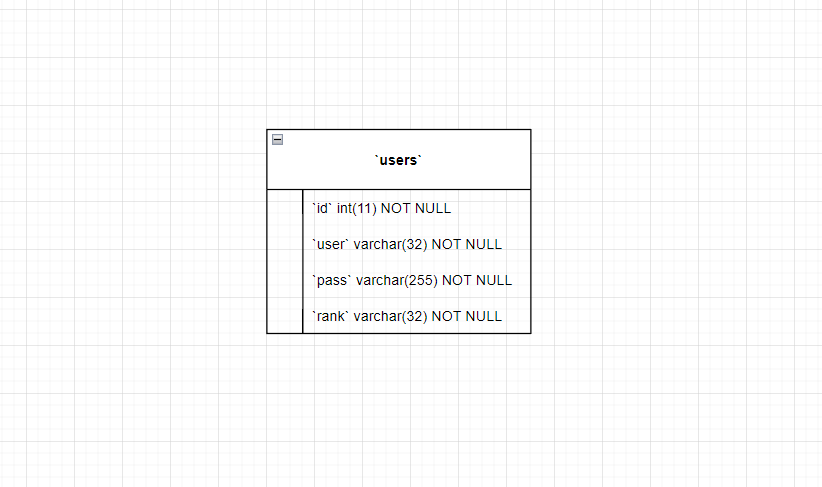 `users`
`id` int(11) NOT NULL
`user` varchar(32) NOT NULL
`pass` varchar(255) NOT NULL
`rank` varchar(32) NOT NULL